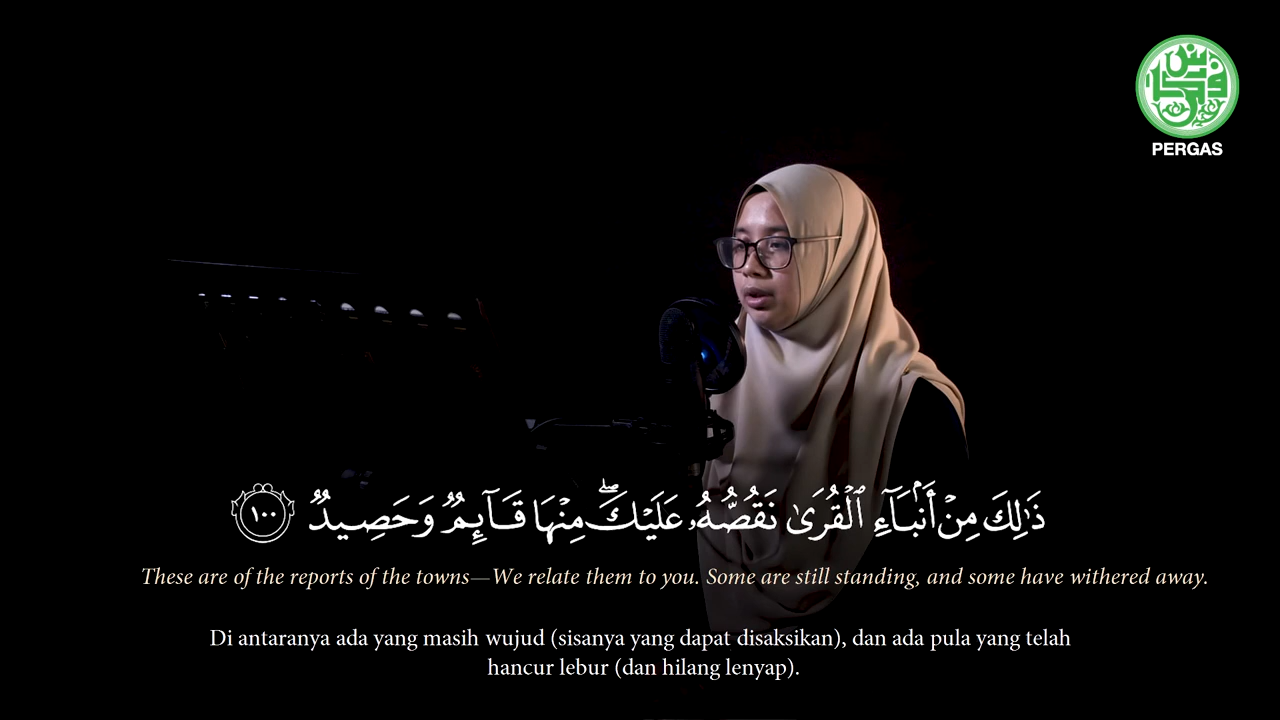 PERGAS
ذَٰلِكَ مِنْ أَنۢبَآءِ ٱلْقُرَىٰ نَقُصُّهُۥ عَلَيْكَ ۖ مِنْهَا قَآئِمٌۭ وَحَصِيدٌۭ ١٠٠
These are of the reports of the towns—We relate them to you. Some are still standing, and some have withered away.
Di antaranya ada yang masih wujud (sisanya yang dapat disaksikan), dan ada pula yang telah
hancur lebur (dan hilang lenyap).